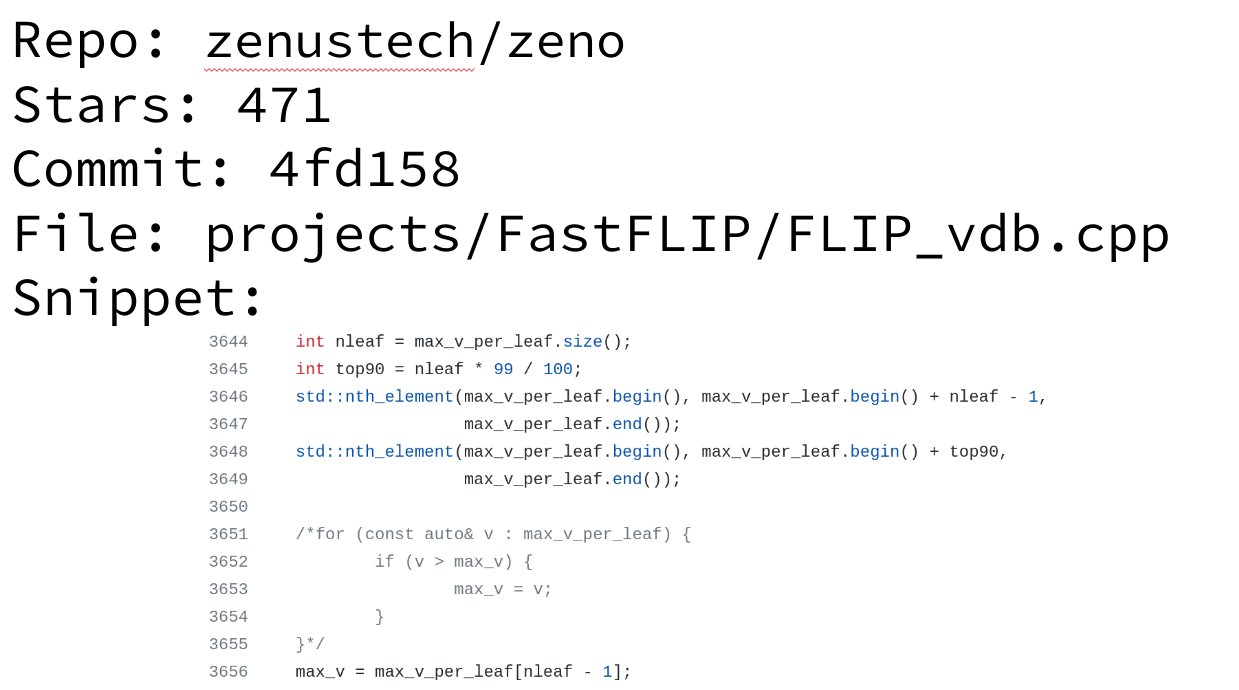 Repo: zenustech/zeno
Stars: 471
Commit: 4fd158
File: projects/FastFLIP/FLIP_vdb.cpp
Snippet:
3644 int nleaf = max_v_per_leaf.size();
3645 int top90 = nleaf * 99 / 100;
3646 std::nth_element(max_v_per_leaf.begin(), max_v_per_leaf.begin() + nleaf - 1,
3647 max_v_per_leaf.end());
3648 std::nth_element(max_v_per_leaf.begin(), max_v_per_leaf.begin() + top90,
3649 max_v_per_leaf.end());
3650
3651 /*for (const auto& v : max_v_per_leaf) {
3652 if (v > max_v) {
3653 max_v = v;
3654 }
3655 }*/
3656 max_v = max_v_per_leaf[nleaf - 1];